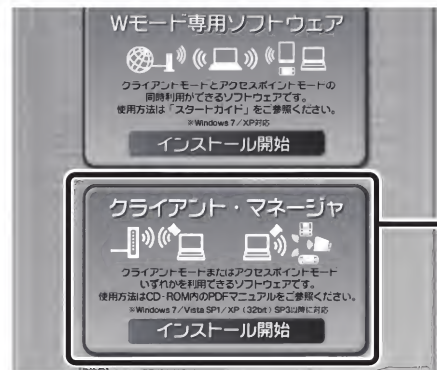 Wモード専用ソフトウェア
クライアントモードとアクセスポイントモードの
同時利用ができるソフトウェアです。
使用方法は「スタートガイド」をご参照ください。
※Windows 7／XP対応
インストール開始
クライアント・マネージャ
クライアントモードまたはアクセスポイントモード
いずれかを利用できるソフトウェアです。
使用方法はCD-ROM内のPDFマニュアルをご参照ください。
※Windows 7／Vista SP1／XP（32bit）SP3以降に対応
インストール開始